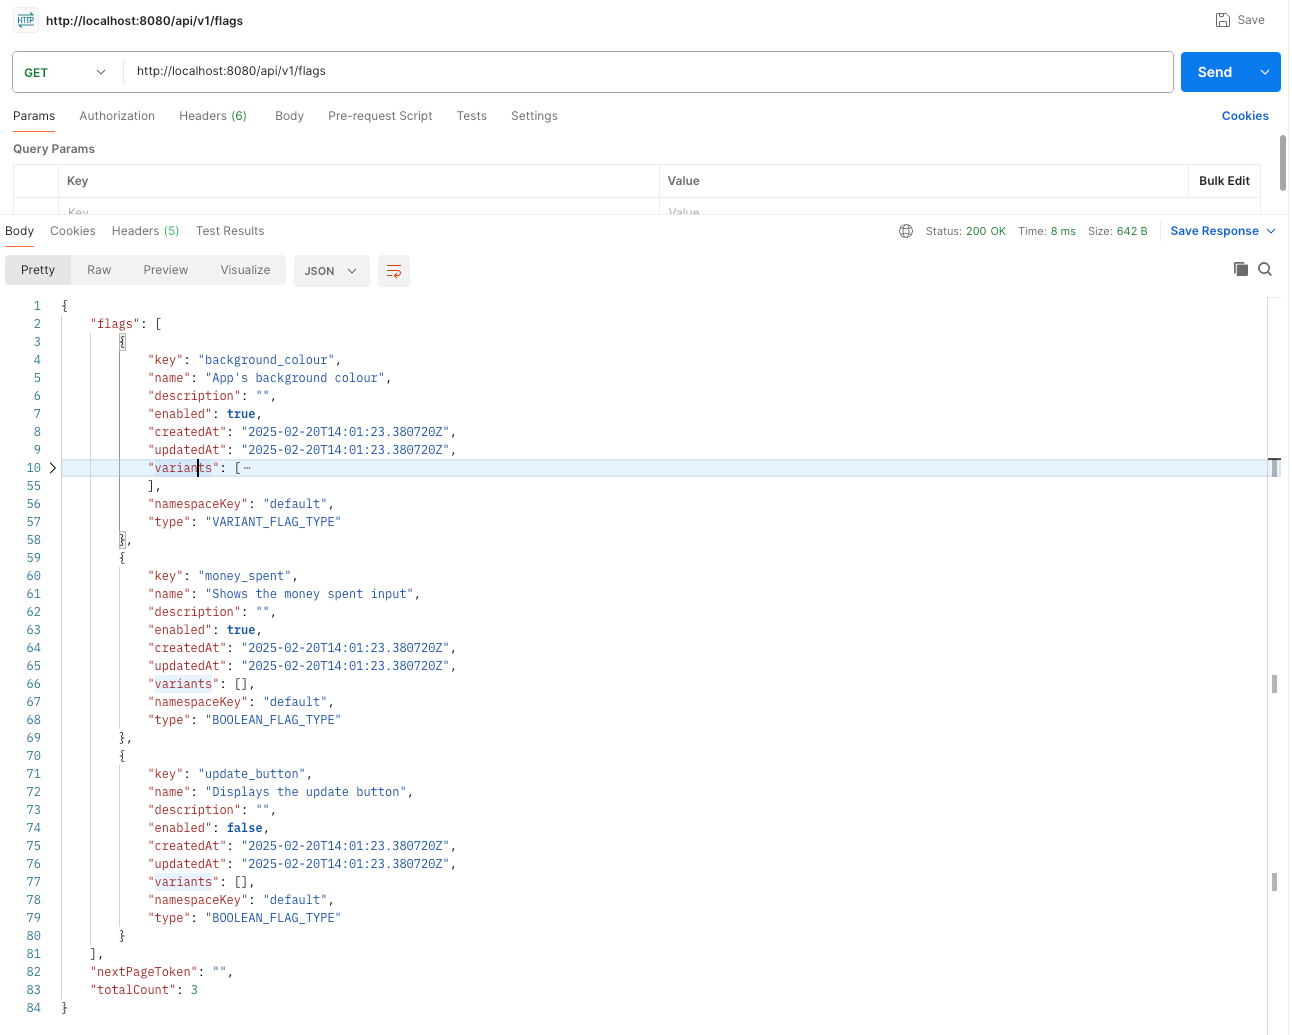 HTTP http://localhost:8080/api/v1/flags Save
GET http://localhost:8080/api/v1/flags Send
Params Authorization Headers (6) Body Pre-request Script Tests Settings Cookies
Query Params
Key Value Bulk Edit
Key Value
Body Cookies Headers (5) Test Results Status: 200 OK Time: 8 ms Size: 642 B Save Response
Pretty Raw Preview Visualize JSON
1 {
2 "flags": [
3 {
4 "key": "background_colour",
5 "name": "App's background colour",
6 "description": "",
7 "enabled": true,
8 "createdAt": "2025-02-20T14:01:23.380720Z",
9 "updatedAt": "2025-02-20T14:01:23.380720Z",
10 "variants": [⋯
55 ],
56 "namespaceKey": "default",
57 "type": "VARIANT_FLAG_TYPE"
58 },
59 {
60 "key": "money_spent",
61 "name": "Shows the money spent input",
62 "description": "",
63 "enabled": true,
64 "createdAt": "2025-02-20T14:01:23.380720Z",
65 "updatedAt": "2025-02-20T14:01:23.380720Z",
66 "variants": [],
67 "namespaceKey": "default",
68 "type": "BOOLEAN_FLAG_TYPE"
69 },
70 {
71 "key": "update_button",
72 "name": "Displays the update button",
73 "description": "",
74 "enabled": false,
75 "createdAt": "2025-02-20T14:01:23.380720Z",
76 "updatedAt": "2025-02-20T14:01:23.380720Z",
77 "variants": [],
78 "namespaceKey": "default",
79 "type": "BOOLEAN_FLAG_TYPE"
80 }
81 ],
82 "nextPageToken": "",
83 "totalCount": 3
84 }